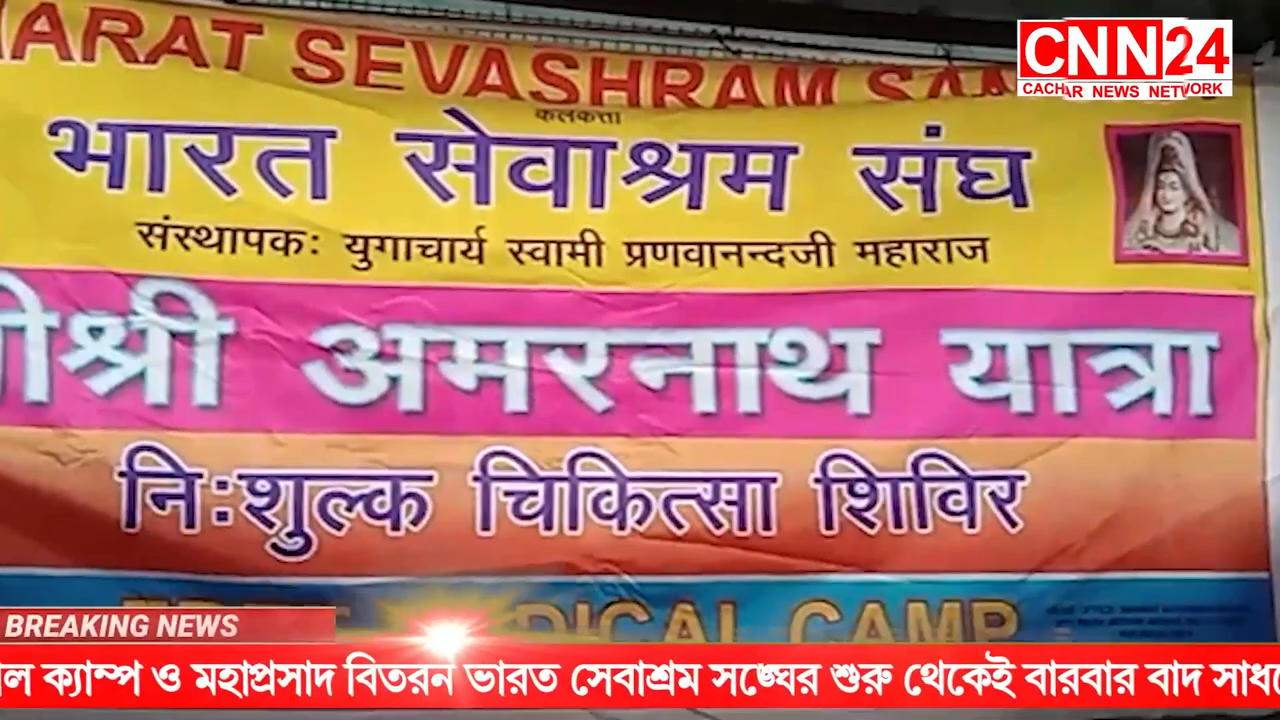 BHARAT SEVASHRAM
कलकत्ता
भारत सेवाश्रम संघ
संस्थापक: युगाचार्य स्वामी प्रणवानन्दजी महाराज
श्री अमरनाथ यात्रा
नि:शुल्क चिकित्सा शिविर
CAMP
CNN24
CACHAR NEWS NETWORK
BREAKING NEWS
ক্যাম্প ও মহাপ্রসাদ বিতরন ভারত সেবাশ্রম সঙ্ঘের শুরু থেকেই বারবার বাদ